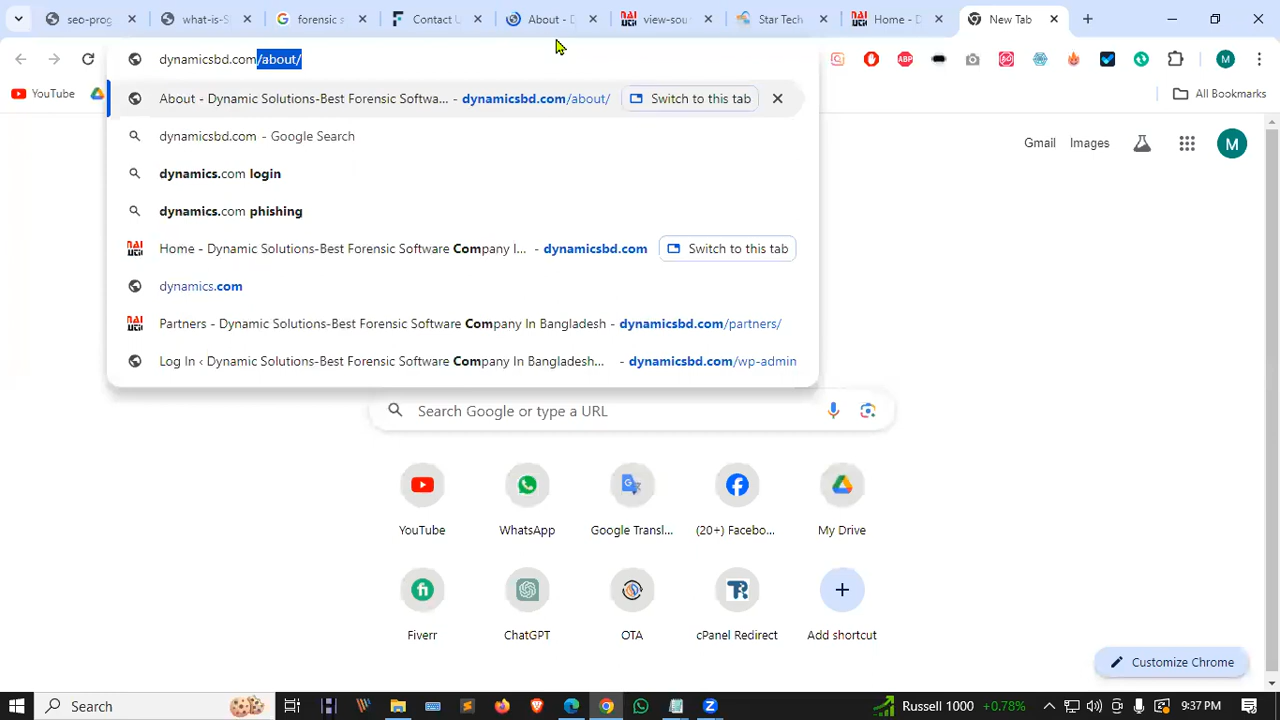 seo-prog
what-is-S
forensic s
Contact U
About - D
view-sou
Star Tech
Home - D
New Tab
dynamicsbd.com/about/
M
YouTube
All Bookmarks
About - Dynamic Solutions-Best Forensic Softwa... - dynamicsbd.com/about/ Switch to this tab
dynamicsbd.com - Google Search
dynamics.com login
dynamics.com phishing
Home - Dynamic Solutions-Best Forensic Software Company I... - dynamicsbd.com Switch to this tab
dynamics.com
Partners - Dynamic Solutions-Best Forensic Software Company In Bangladesh - dynamicsbd.com/partners/
Log In ‹ Dynamic Solutions-Best Forensic Software Company In Bangladesh... - dynamicsbd.com/wp-admin
Gmail Images M
Search Google or type a URL
YouTube WhatsApp Google Transl... (20+) Facebo... My Drive
Fiverr ChatGPT OTA cPanel Redirect Add shortcut
Customize Chrome
Search Russell 1000 +0.78% 9:37 PM